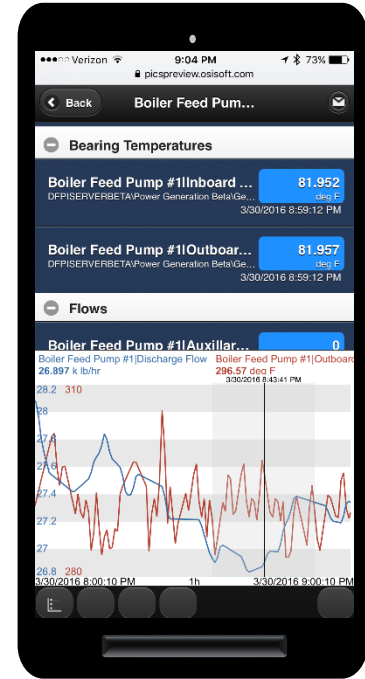 Verizon 9:04 PM 73%
picspreview.osisoft.com
Back Boiler Feed Pum...
Bearing Temperatures
Boiler Feed Pump #1|Inboard ... 81.952
DFPISERVERBETA\Power Generation Beta\Ge... deg F
3/30/2016 8:59:12 PM
Boiler Feed Pump #1|Outboar... 81.957
DFPISERVERBETA\Power Generation Beta\Ge... deg F
3/30/2016 8:59:12 PM
Flows
Boiler Feed Pump #1|Auxillar... 0
Boiler Feed Pump #1|Discharge Flow Boiler Feed Pump #1|Outboard
26.897 k lb/hr 296.57 deg F
3/30/2016 8:43:41 PM
28.2 310
28
27.8
27.6
27.4
27.2
27
26.8 280
3/30/2016 8:00:10 PM 1h 3/30/2016 9:00:10 PM